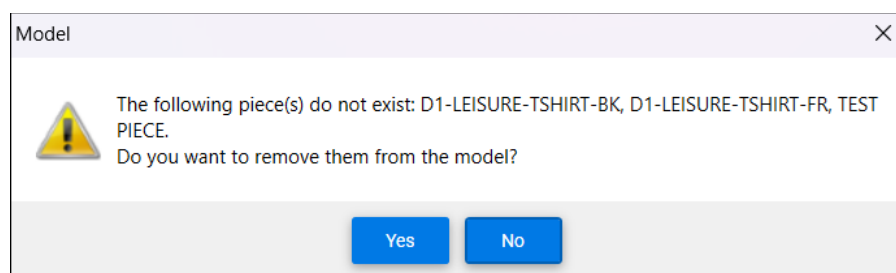 Model
The following piece(s) do not exist: D1-LEISURE-TSHIRT-BK, D1-LEISURE-TSHIRT-FR, TEST
PIECE.
Do you want to remove them from the model?
Yes
No